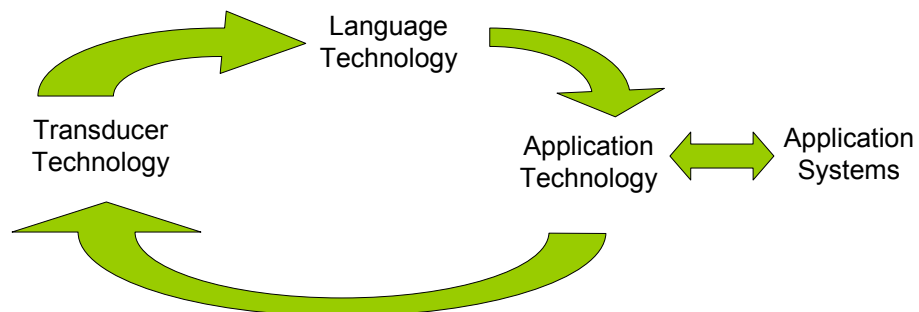 Language
Technology
Transducer
Technology
Application
Technology
Application
Systems